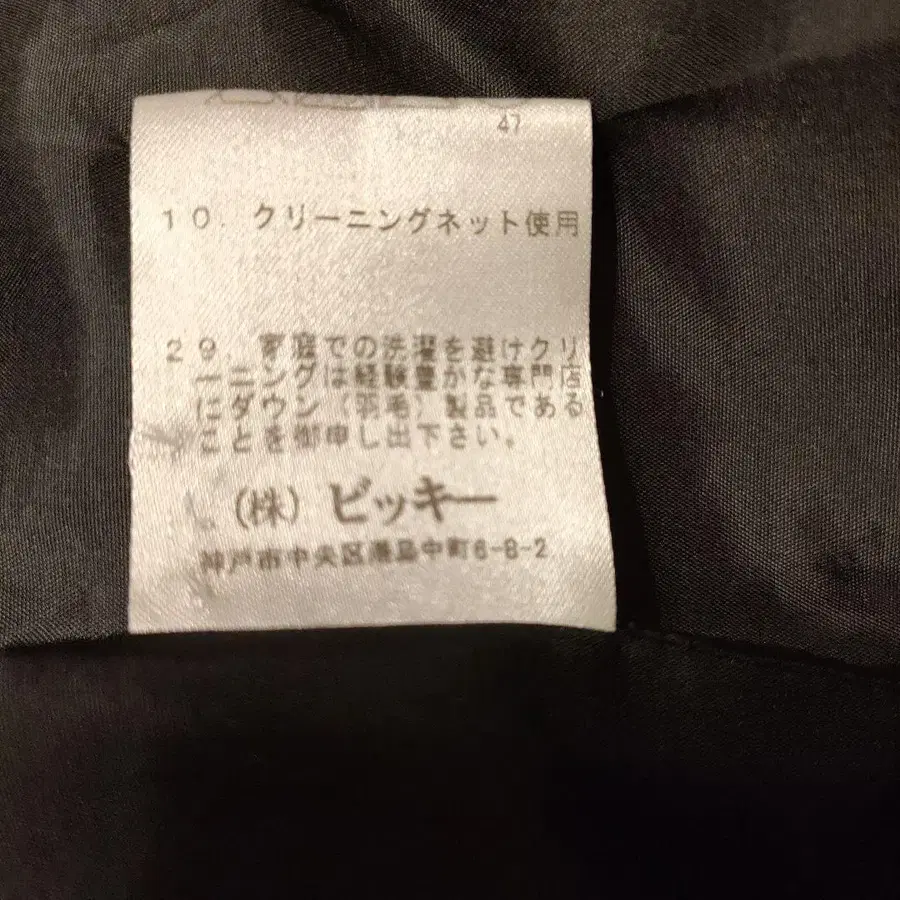 47
10. クリーニングネット使用
29. 家庭での洗濯を避けクリ
ーニングは経験豊かな専門店
にダウン(羽毛)製品である
ことを御申し出下さい。
(株) ビッキー
神戸市中央区港島中町6-8-2